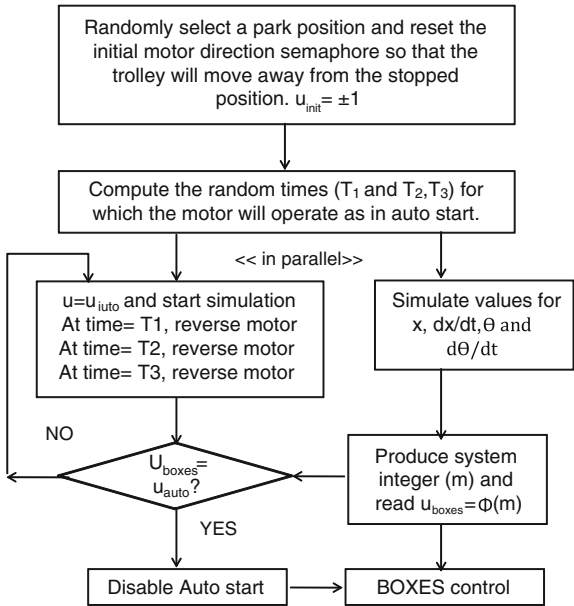 Randomly select a park position and reset the
initial motor direction semaphore so that the
trolley will move away from the stopped
position. u_init = ±1
Compute the random times (T1 and T2,T3) for
which the motor will operate as in auto start.
<< in parallel>>
u=u_iuto and start simulation
At time= T1, reverse motor
At time= T2, reverse motor
At time= T3, reverse motor
Simulate values for
x, dx/dt,Θ and
dΘ/dt
NO
U_boxes=
u_auto?
YES
Produce system
integer (m) and
read u_boxes=Φ(m)
Disable Auto start
BOXES control